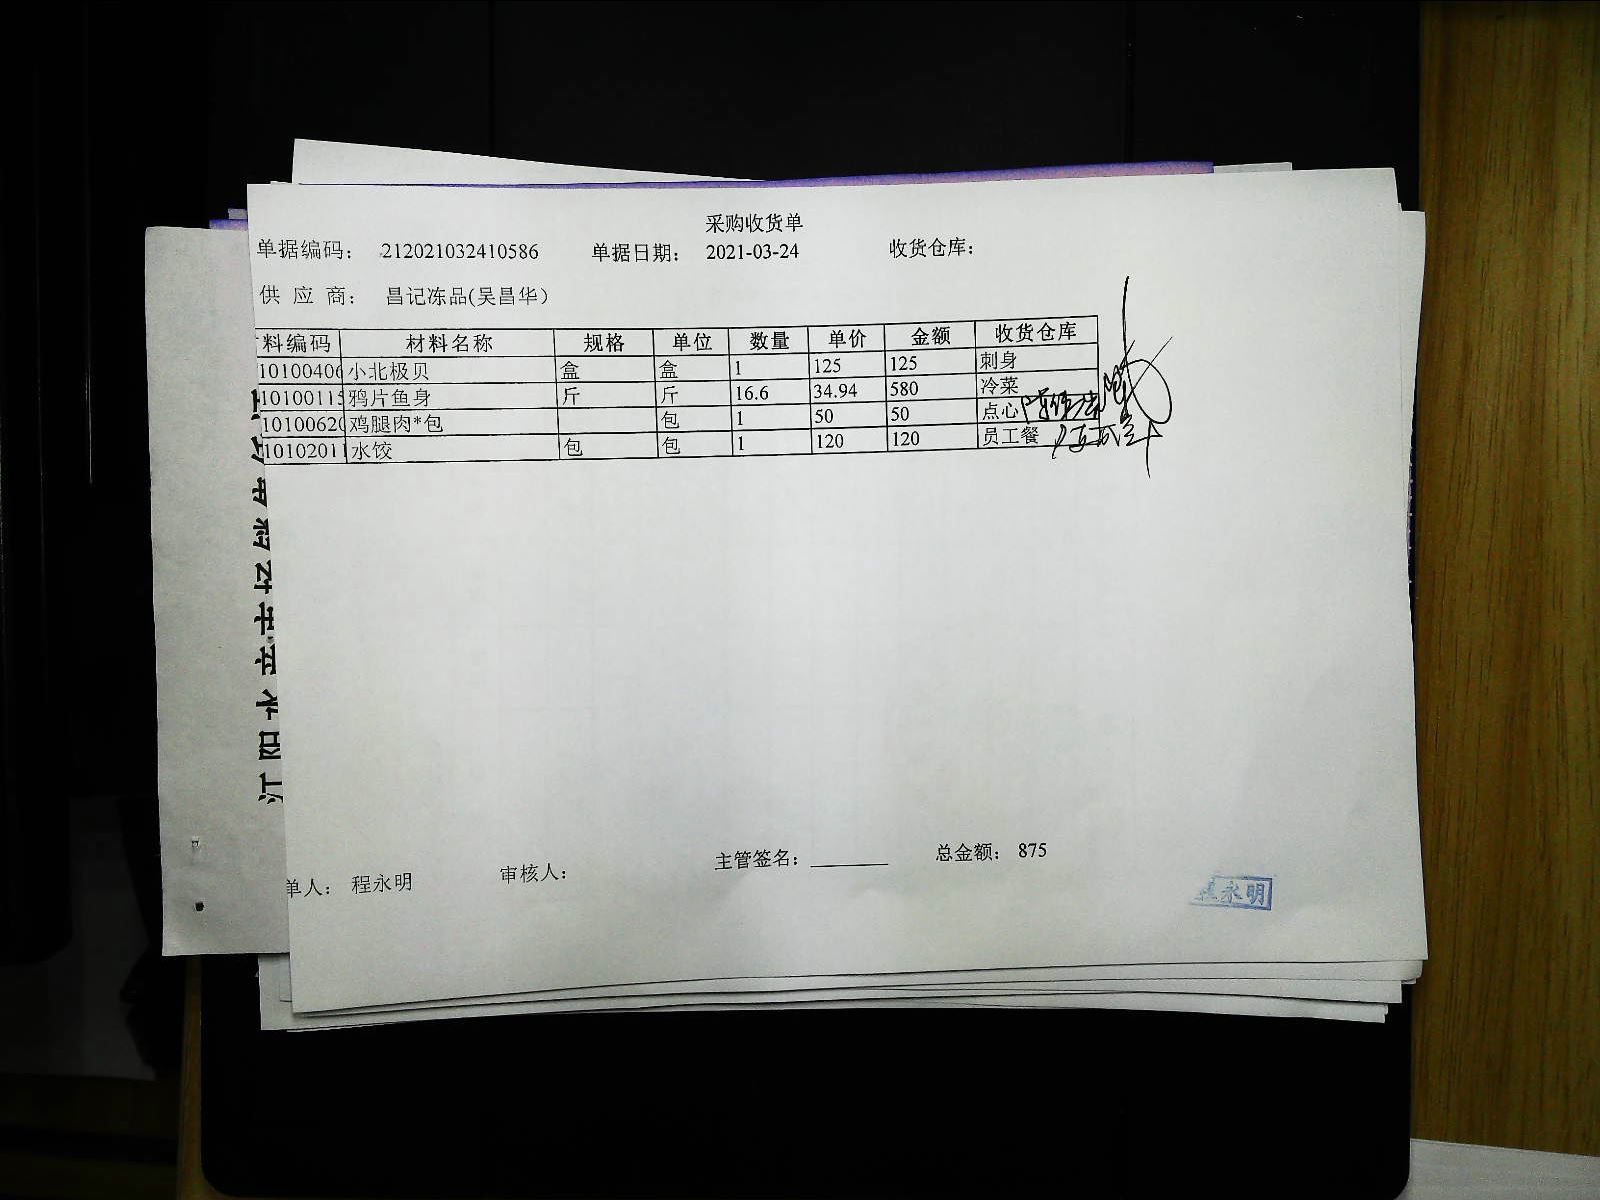 采购收货单
单据编码： 212021032410586 单据日期： 2021-03-24 收货仓库：
供 应 商： 昌记冻品(吴昌华）
料编码 材料名称 规格 单位 数量 单价 金额 收货仓库
10100406 小北极贝 盒 盒 1 125 125 刺身
10100115 鸦片鱼身 斤 斤 16.6 34.94 580 冷菜
10100620 鸡腿肉*包 包 1 50 50 点心
10102011 水饺 包 包 1 120 120 员工餐
单人： 程永明 审核人： 主管签名： 总金额： 875
永明